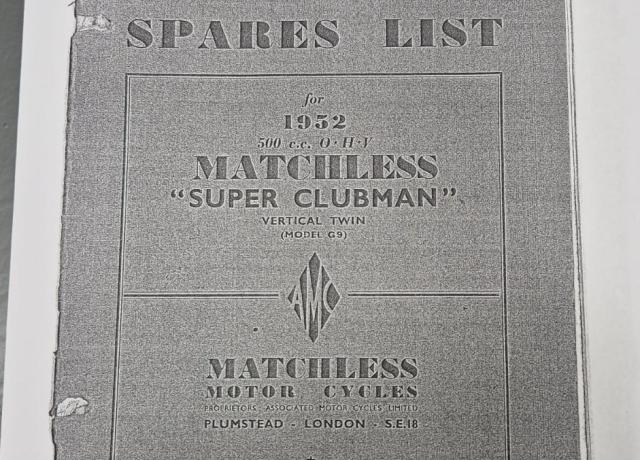 SPARES LIST
for
1952
500 c.c. O·H·V
MATCHLESS
"SUPER CLUBMAN"
VERTICAL TWIN
(MODEL G9)
AMC
MATCHLESS
MOTOR CYCLES
PROPRIETORS ASSOCIATED MOTOR CYCLES LIMITED
PLUMSTEAD - LONDON - S.E.18